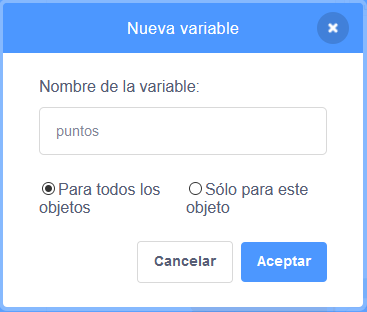 Nueva variable
Nombre de la variable:
puntos
Para todos los objetos
Sólo para este objeto
Cancelar
Aceptar